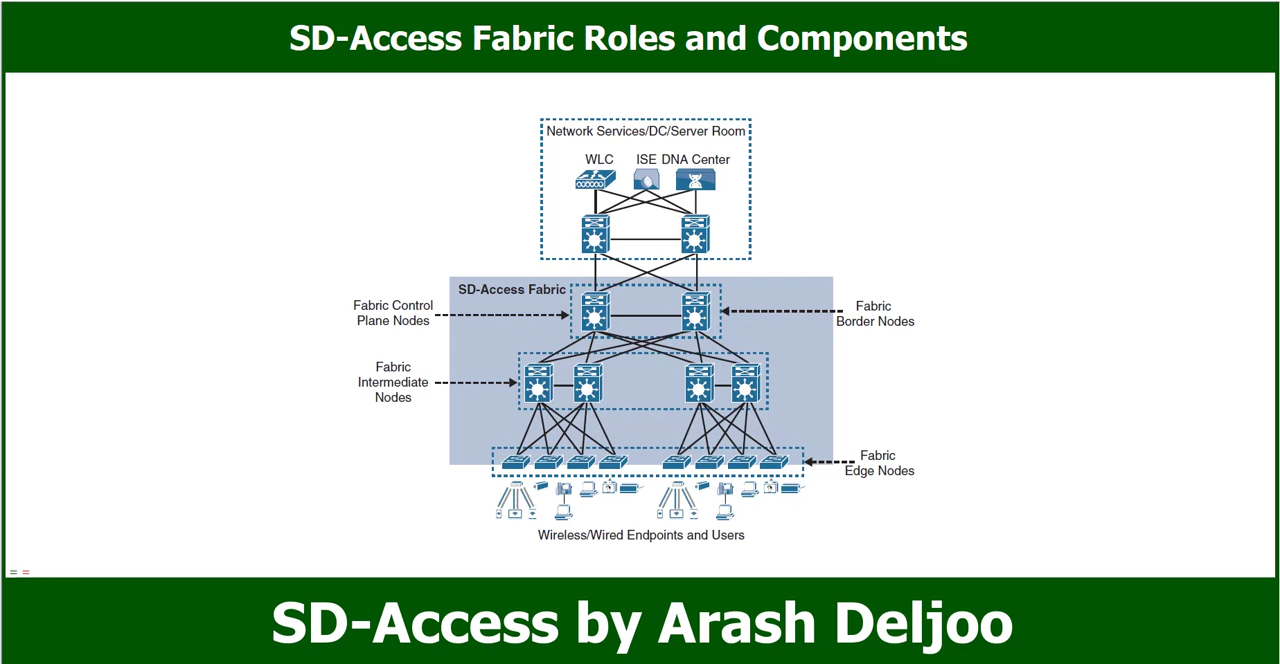 SD-Access Fabric Roles and Components
Network Services/DC/Server Room
WLC ISE DNA Center
SD-Access Fabric
Fabric Control
Plane Nodes
Fabric
Border Nodes
Fabric
Intermediate
Nodes
Fabric
Edge Nodes
Wireless/Wired Endpoints and Users
SD-Access by Arash Deljoo